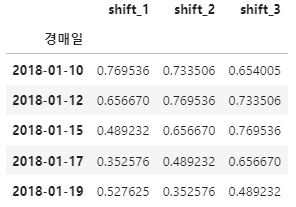 shift_1 shift_2 shift_3
경매일
2018-01-10 0.769536 0.733506 0.654005
2018-01-12 0.656670 0.769536 0.733506
2018-01-15 0.489232 0.656670 0.769536
2018-01-17 0.352576 0.489232 0.656670
2018-01-19 0.527625 0.352576 0.489232